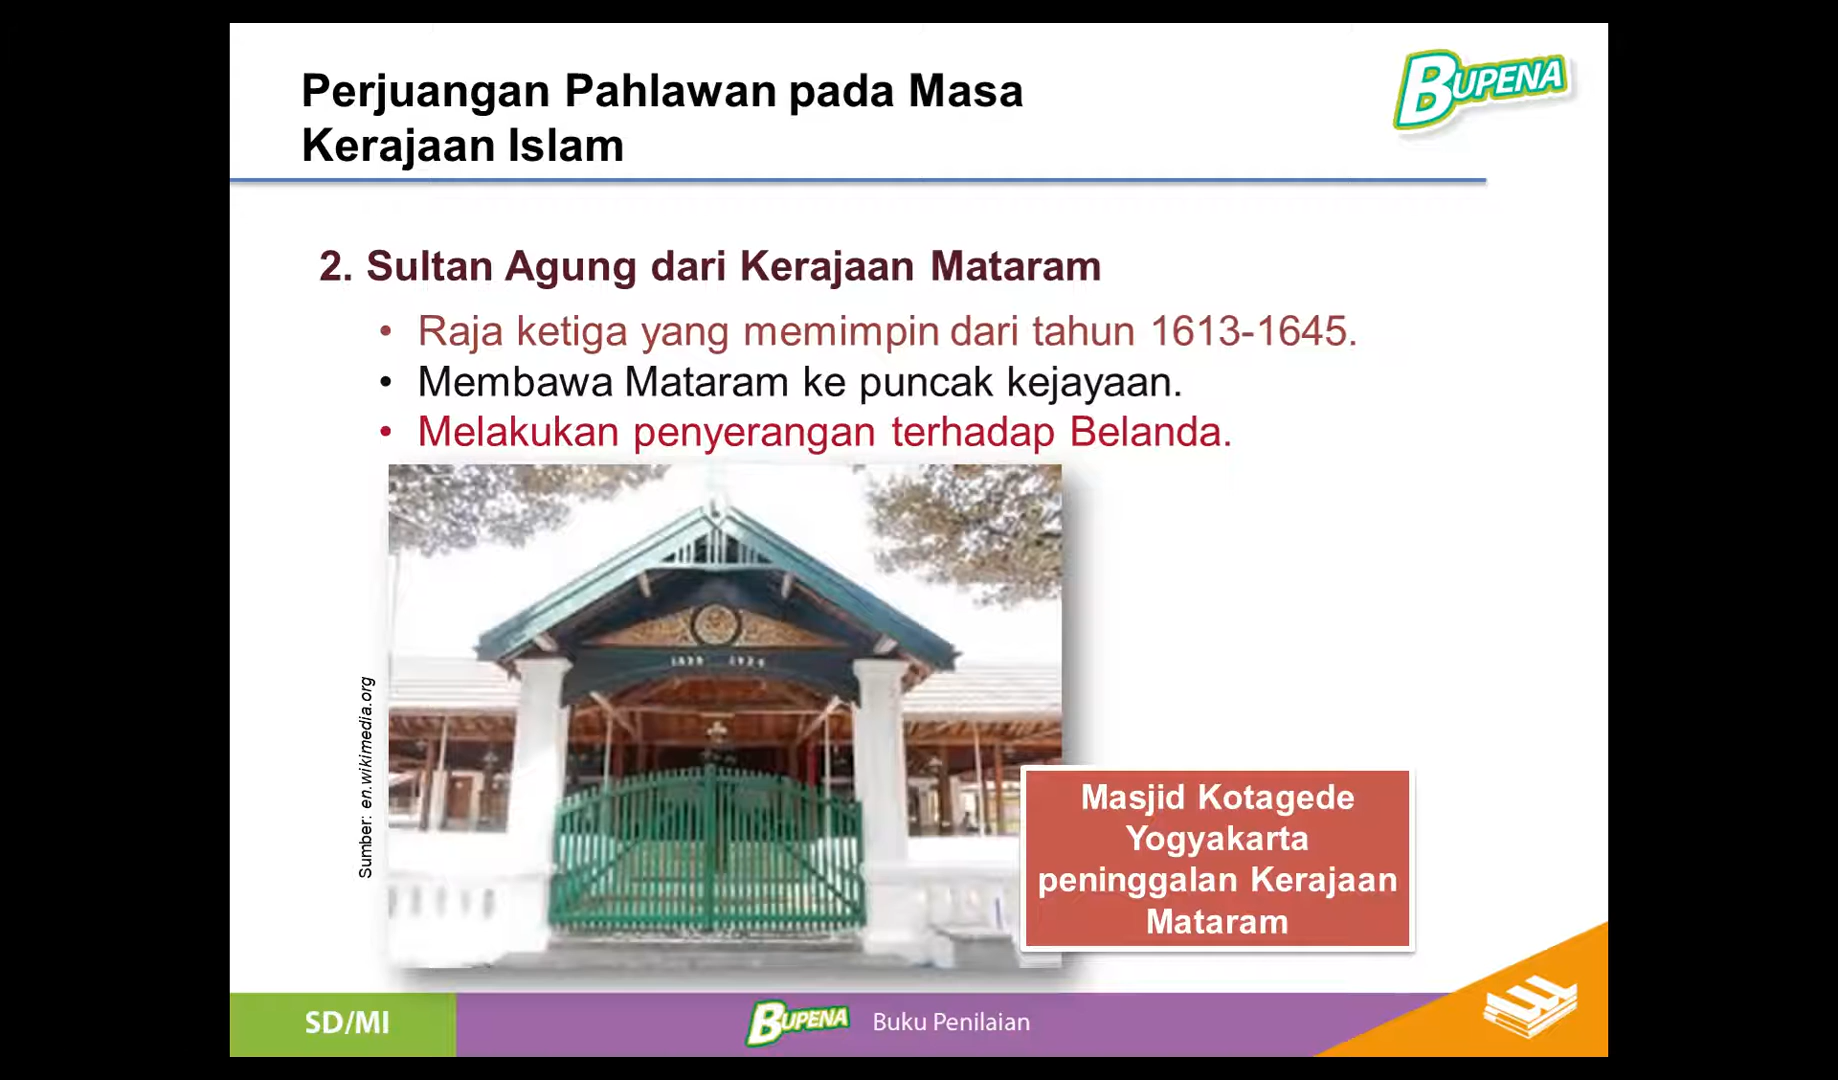 Perjuangan Pahlawan pada Masa
Kerajaan Islam
BUPENA
2. Sultan Agung dari Kerajaan Mataram
• Raja ketiga yang memimpin dari tahun 1613-1645.
• Membawa Mataram ke puncak kejayaan.
• Melakukan penyerangan terhadap Belanda.
Sumber: en.wikimedia.org
Masjid Kotagede
Yogyakarta
peninggalan Kerajaan
Mataram
SD/MI
BUPENA
Buku Penilaian